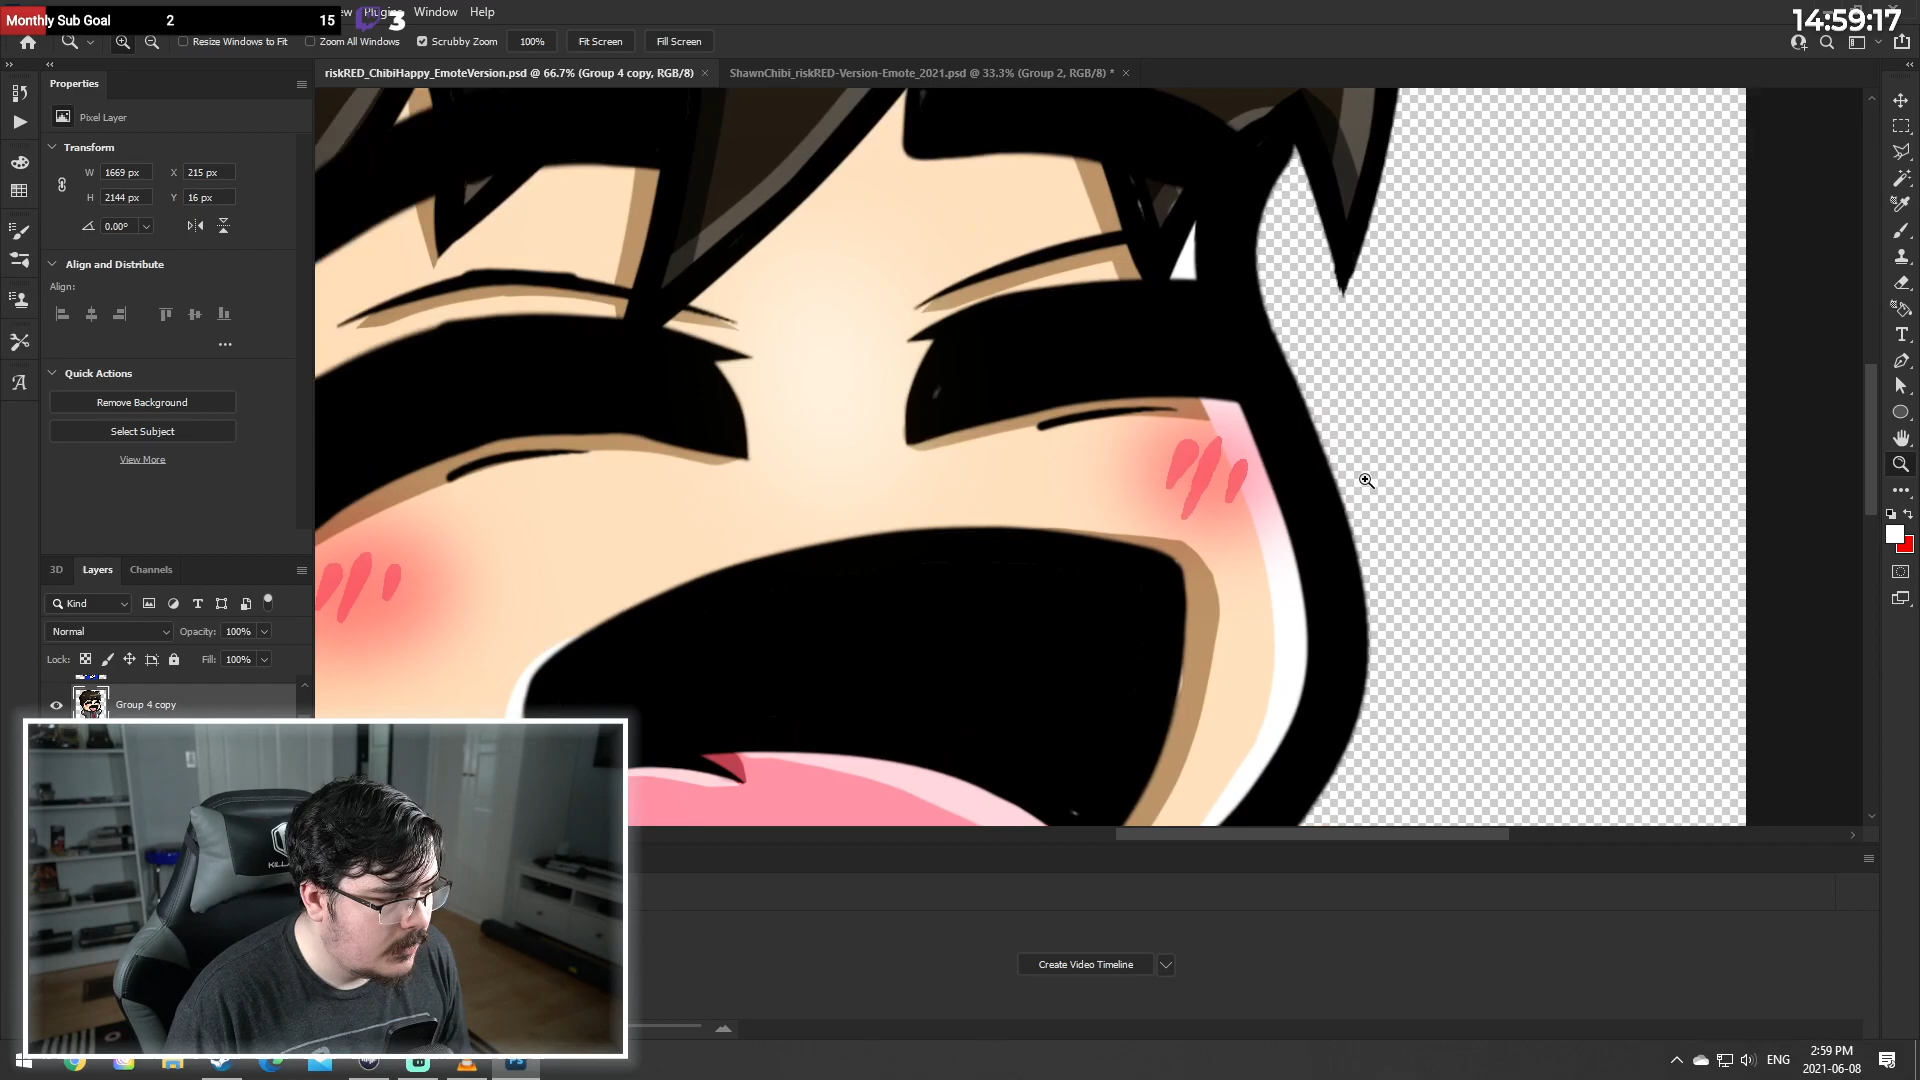 Monthly Sub Goal 2 15
3
Window Help
14:59:17
Resize Windows to Fit Zoom All Windows Scrubby Zoom 100% Fit Screen Fill Screen
riskRED_ChibiHappy_EmoteVersion.psd @ 66.7% (Group 4 copy, RGB/8) ×
ShawnChibi_riskRED-Version-Emote_2021.psd @ 33.3% (Group 2, RGB/8) * ×
Properties
Pixel Layer
Transform
W 1669 px X 215 px
H 2144 px Y 16 px
0.00°
Align and Distribute
Align:
Quick Actions
Remove Background
Select Subject
View More
3D Layers Channels
Kind
Normal Opacity: 100%
Lock: Fill: 100%
Group 4 copy
Create Video Timeline
ENG
2:59 PM
2021-06-08